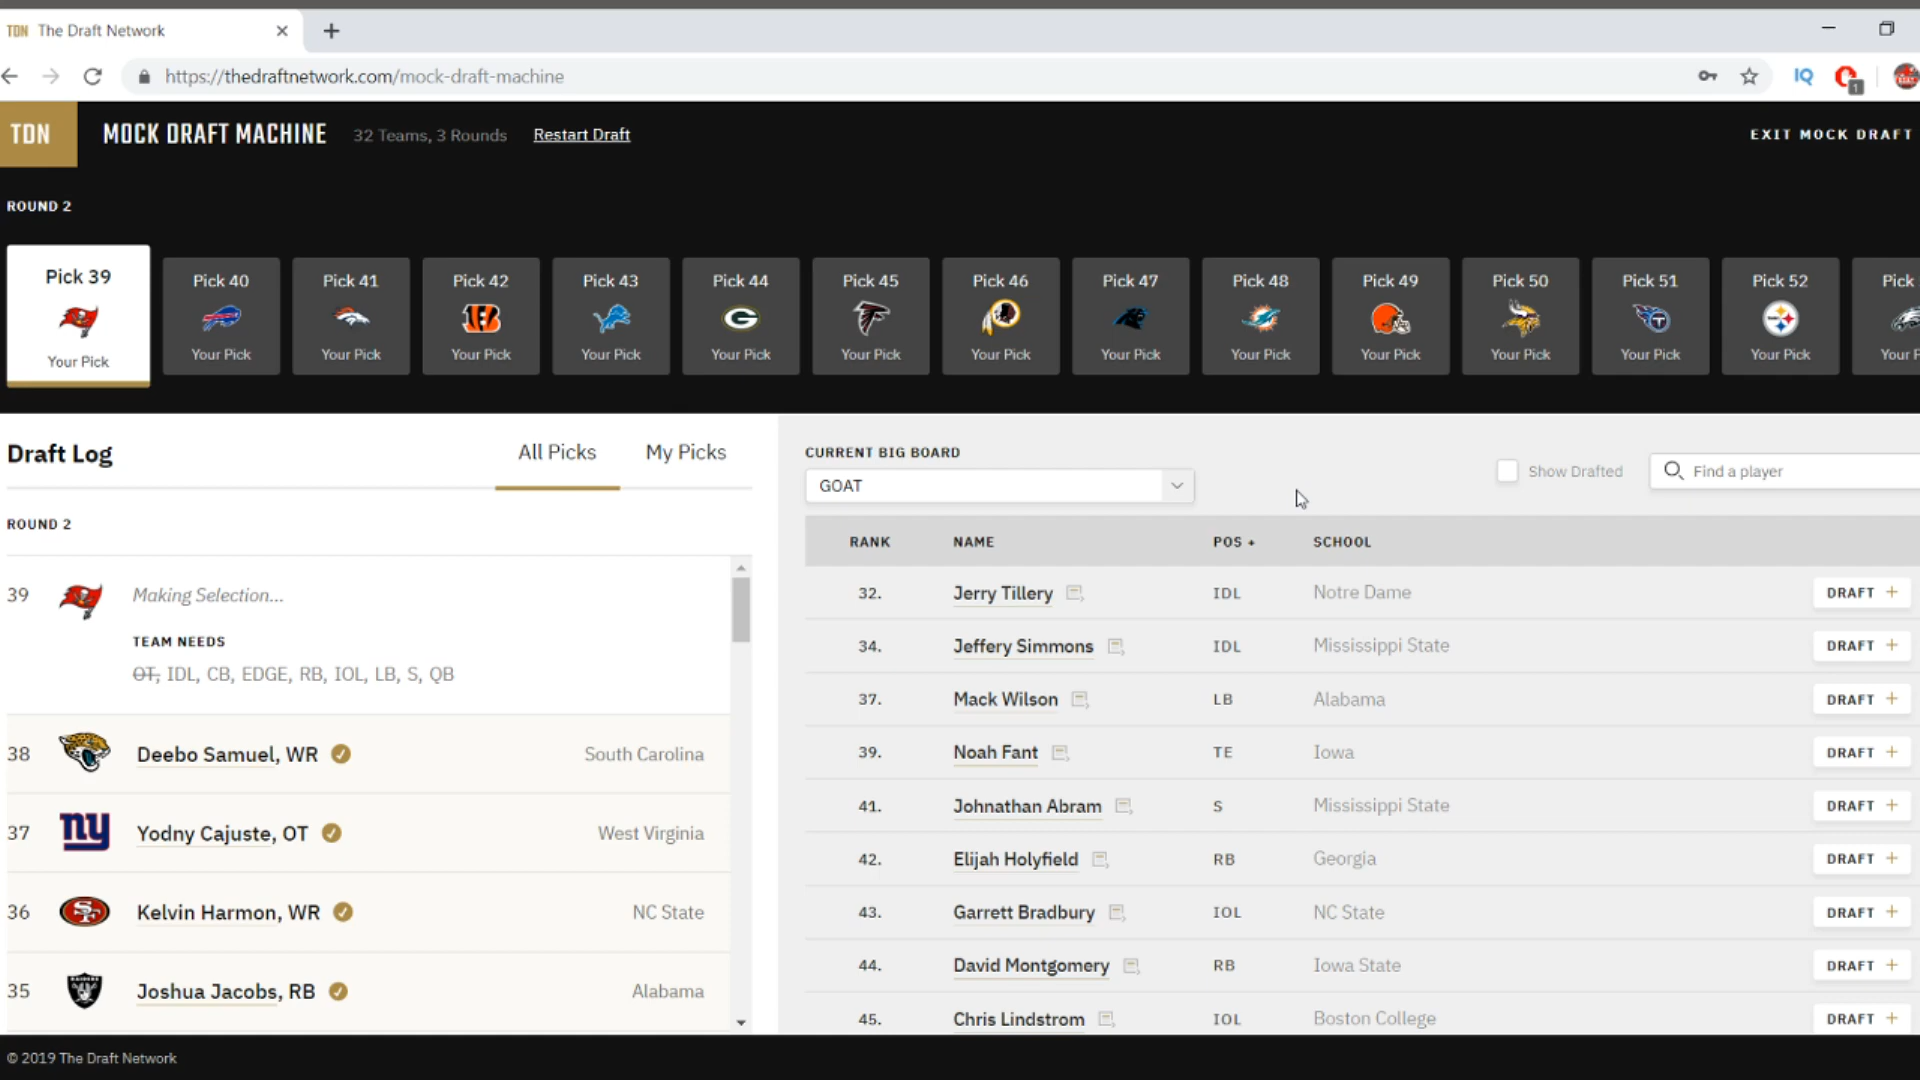 TDN The Draft Network
https://thedraftnetwork.com/mock-draft-machine
IQ
1
TDN MOCK DRAFT MACHINE 32 Teams, 3 Rounds Restart Draft EXIT MOCK DRAFT
ROUND 2
Pick 39 Pick 40 Pick 41 Pick 42 Pick 43 Pick 44 Pick 45 Pick 46 Pick 47 Pick 48 Pick 49 Pick 50 Pick 51 Pick 52 Pick
Your Pick Your Pick Your Pick Your Pick Your Pick Your Pick Your Pick Your Pick Your Pick Your Pick Your Pick Your Pick Your Pick Your Pick Your P
Draft Log All Picks My Picks
ROUND 2
39 Making Selection...
TEAM NEEDS
OT, IDL, CB, EDGE, RB, IOL, LB, S, QB
38 Deebo Samuel, WR South Carolina
37 ny Yodny Cajuste, OT West Virginia
36 SF Kelvin Harmon, WR NC State
35 RAIDERS Joshua Jacobs, RB Alabama
CURRENT BIG BOARD
GOAT
Show Drafted Find a player
RANK NAME POS SCHOOL
32. Jerry Tillery IDL Notre Dame DRAFT +
34. Jeffery Simmons IDL Mississippi State DRAFT +
37. Mack Wilson LB Alabama DRAFT +
39. Noah Fant TE Iowa DRAFT +
41. Johnathan Abram S Mississippi State DRAFT +
42. Elijah Holyfield RB Georgia DRAFT +
43. Garrett Bradbury IOL NC State DRAFT +
44. David Montgomery RB Iowa State DRAFT +
45. Chris Lindstrom IOL Boston College DRAFT +
© 2019 The Draft Network